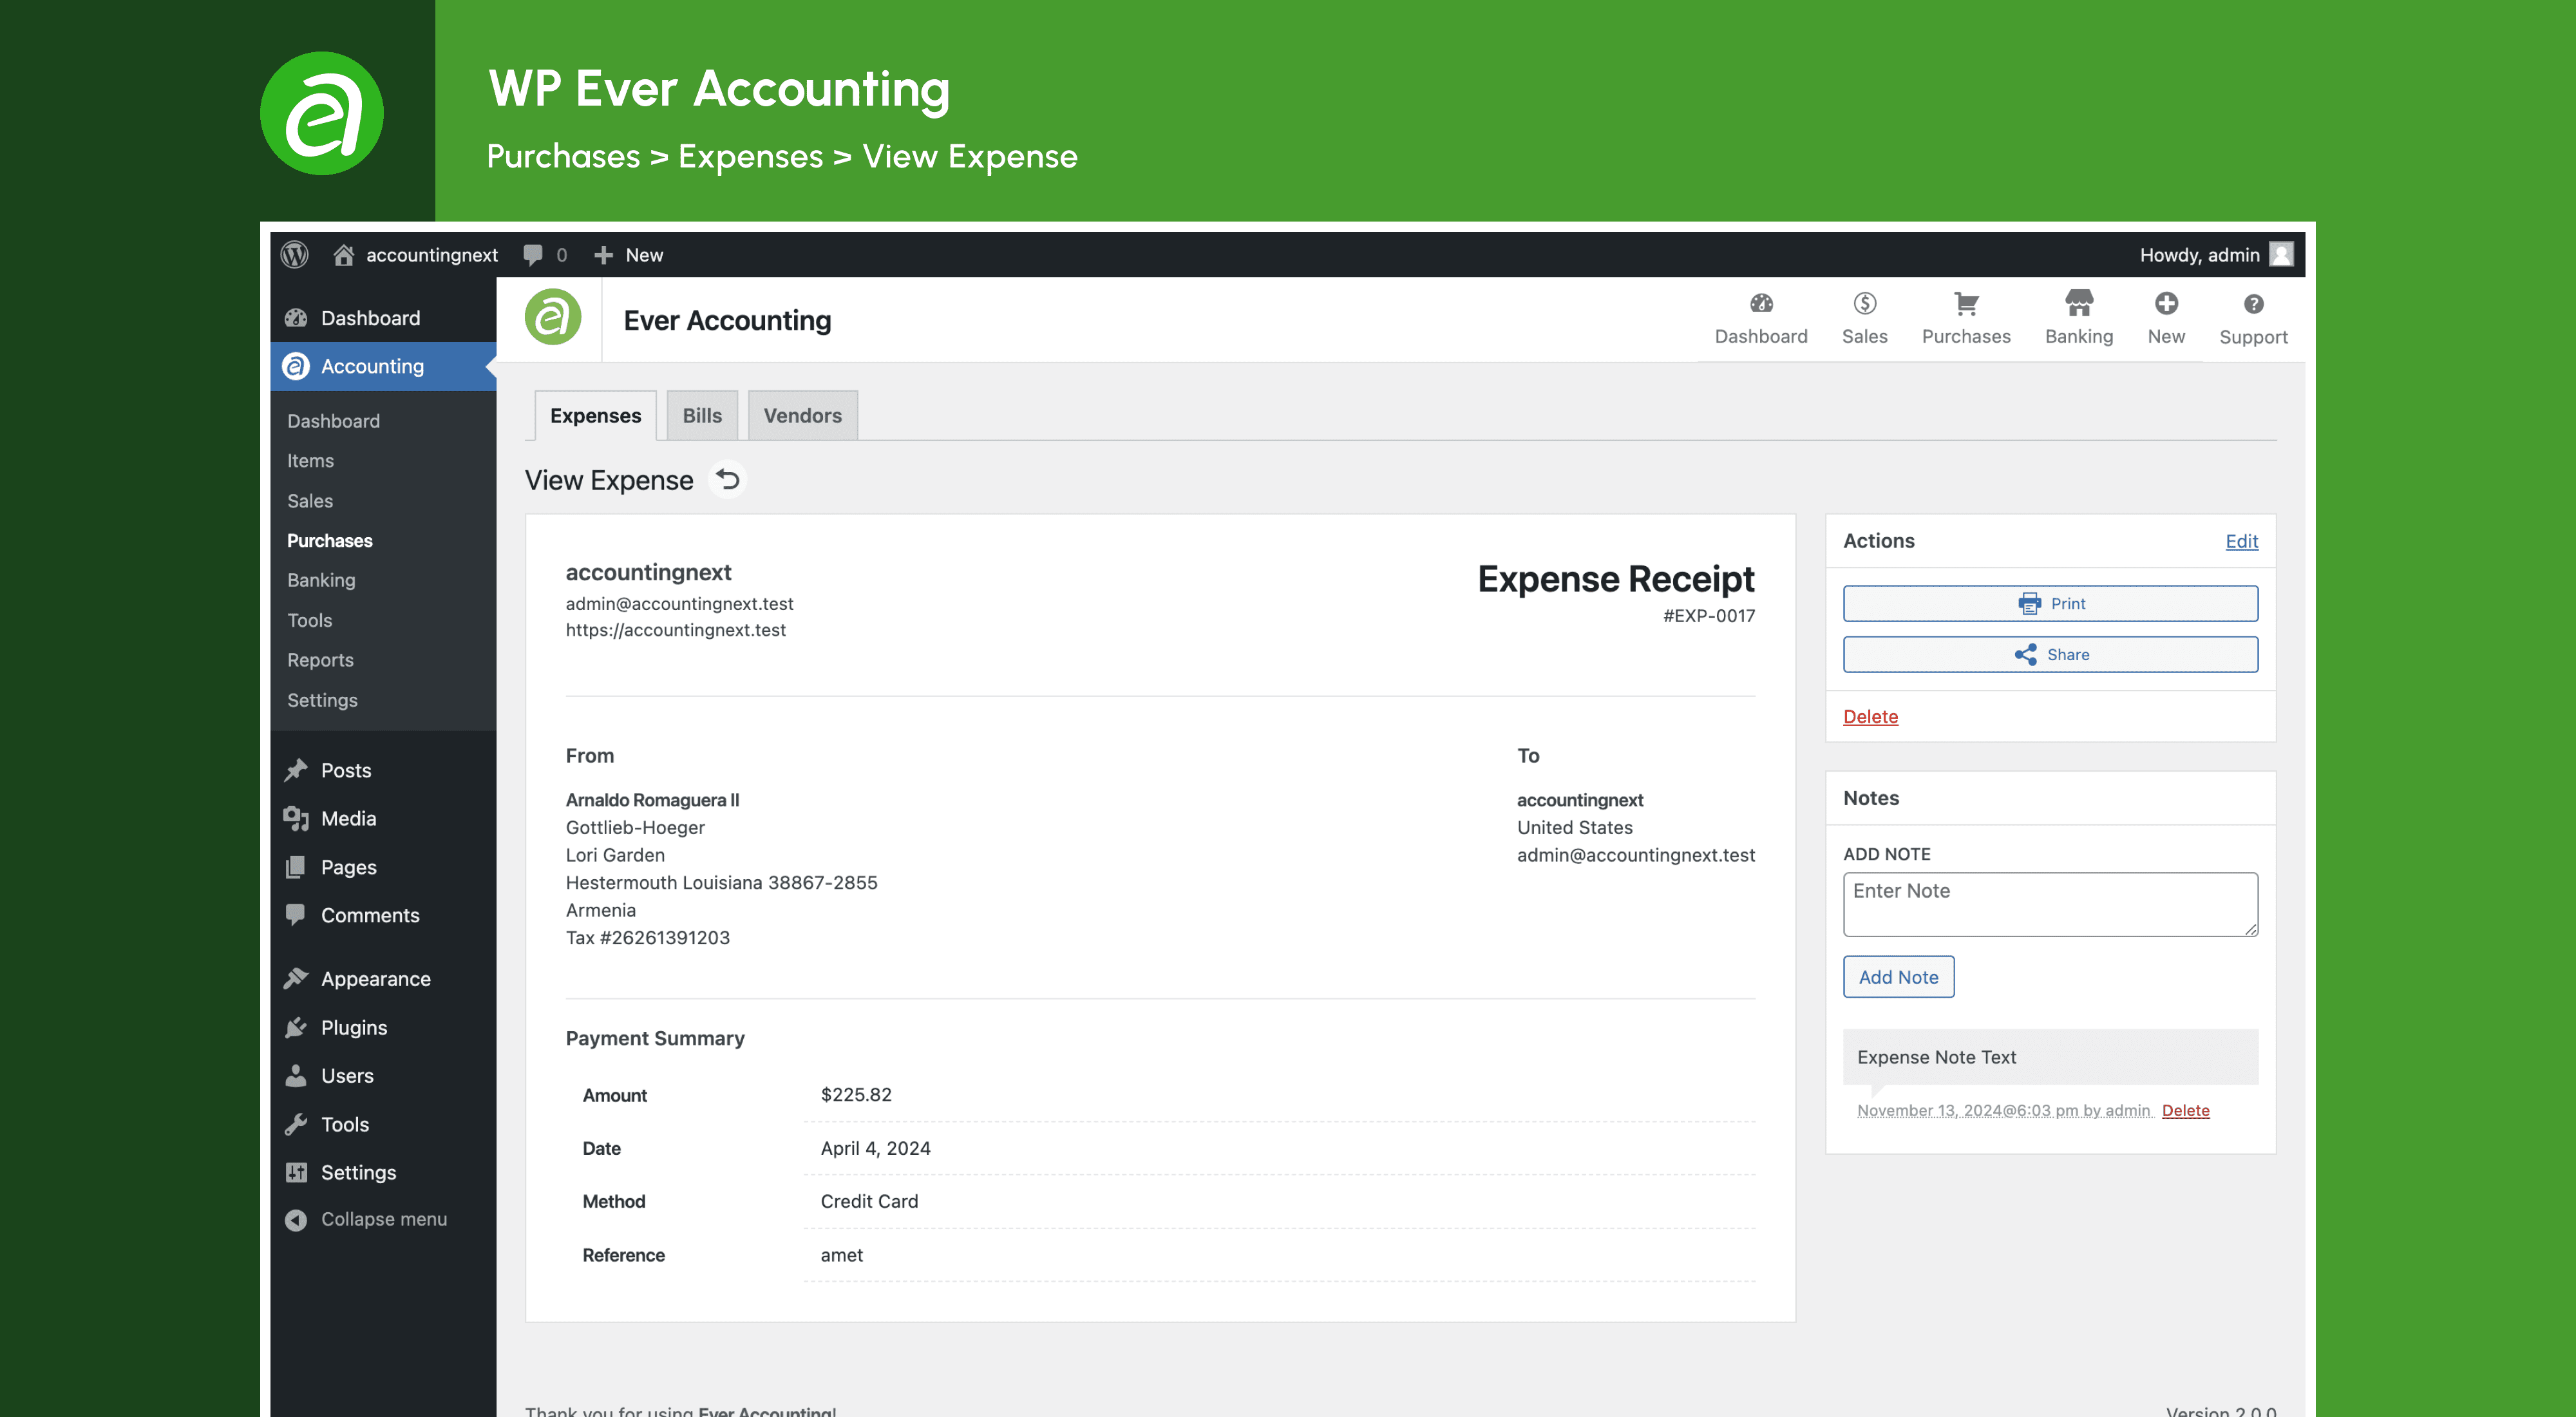 WP Ever Accounting
Purchases > Expenses > View Expense
accountingnext
0
New
Howdy, admin
Dashboard
Accounting
Dashboard
Items
Sales
Purchases
Banking
Tools
Reports
Settings
Posts
Media
Pages
Comments
Appearance
Plugins
Users
Tools
Settings
Collapse menu
Ever Accounting
Dashboard
Sales
Purchases
Banking
New
Support
Expenses
Bills
Vendors
View Expense
accountingnext
admin@accountingnext.test
https://accountingnext.test
Expense Receipt
#EXP-0017
From
Arnaldo Romaguera II
Gottlieb-Hoeger
Lori Garden
Hestermouth Louisiana 38867-2855
Armenia
Tax #26261391203
To
accountingnext
United States
admin@accountingnext.test
Payment Summary
Amount $225.82
Date April 4, 2024
Method Credit Card
Reference amet
Actions
Edit
Print
Share
Delete
Notes
ADD NOTE
Enter Note
Add Note
Expense Note Text
November 13, 2024@6:03 pm by admin Delete
Thank you for using Ever Accounting!
Version 2.0.0